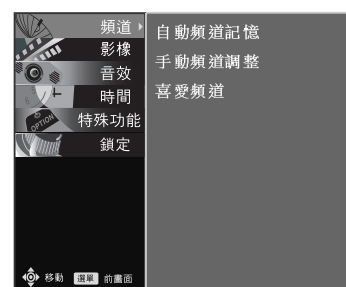 頻道
影像
音效
時間
OPTION 特殊功能
鎖定
移動 選單 前畫面
自動頻道記憶
手動頻道調整
喜愛頻道